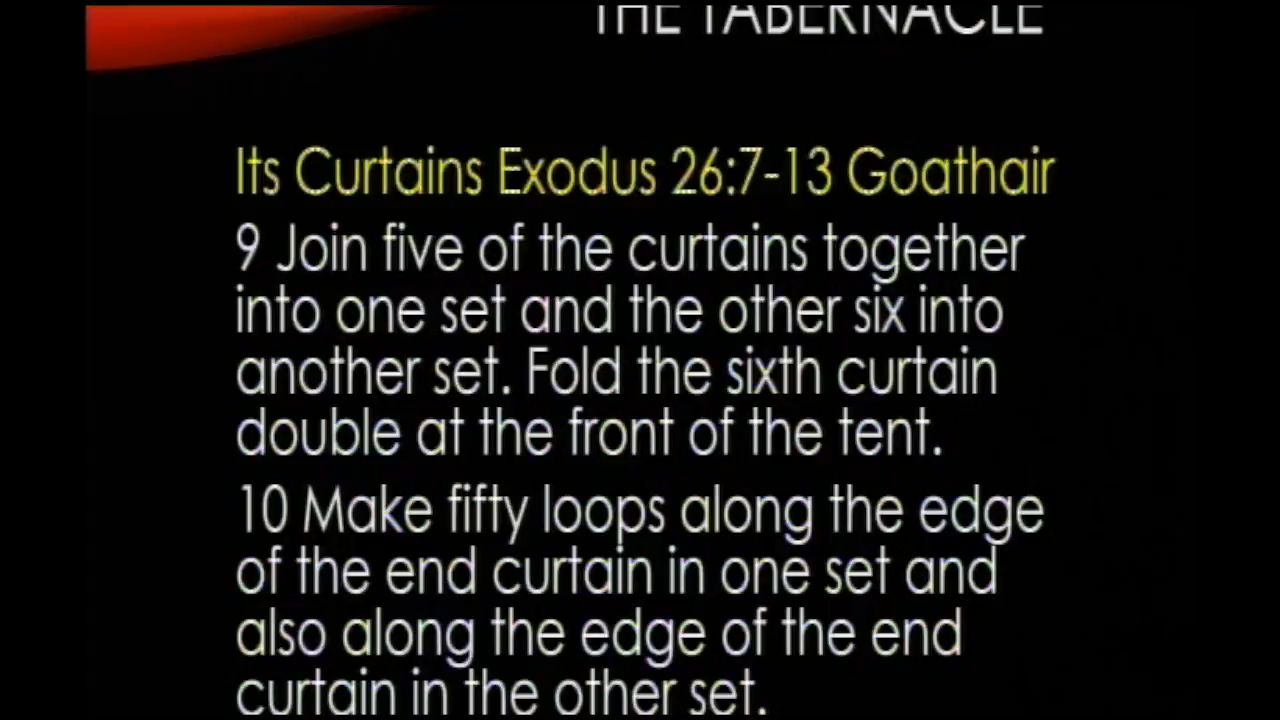 THE TABERNACLE
Its Curtains Exodus 26:7-13 Goathair
9 Join five of the curtains together
into one set and the other six into
another set. Fold the sixth curtain
double at the front of the tent.
10 Make fifty loops along the edge
of the end curtain in one set and
also along the edge of the end
curtain in the other set.